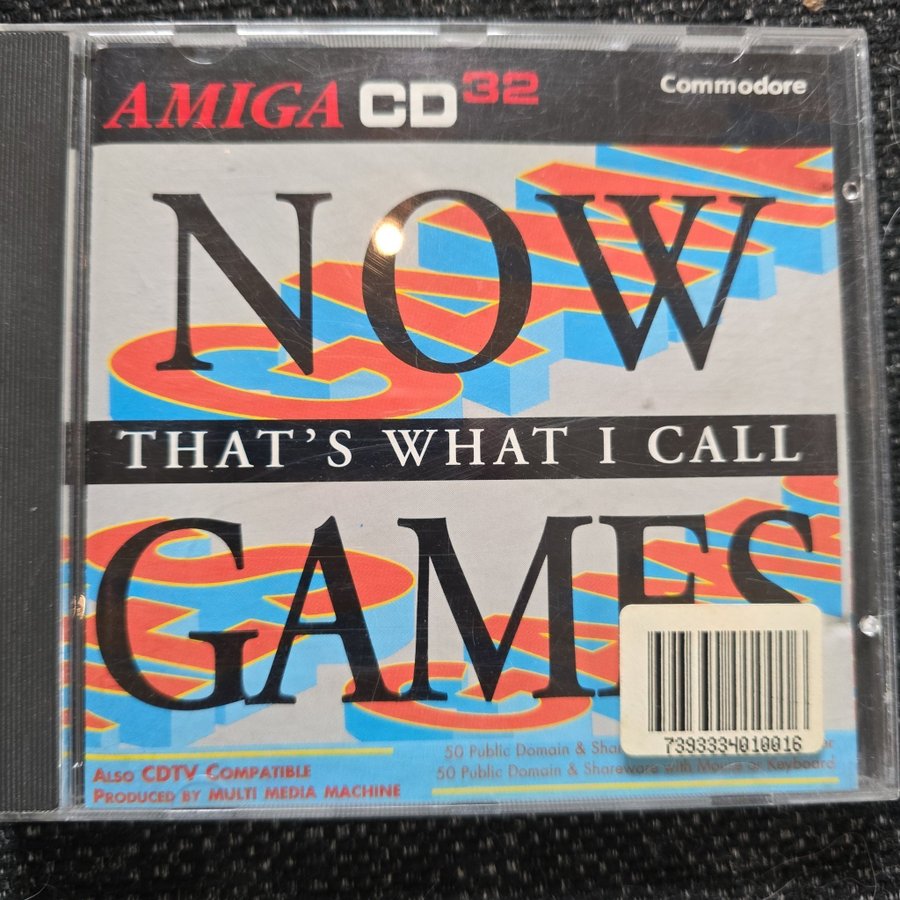 AMIGA CD32
Commodore
NOW
THAT'S WHAT I CALL
GAMES
7393334010016
50 Public Domain &
50 Public Domain & Shareware with Mouse or Keyboard
ALSO CDTV COMPATIBLE
PRODUCED BY MULTI MEDIA MACHINE